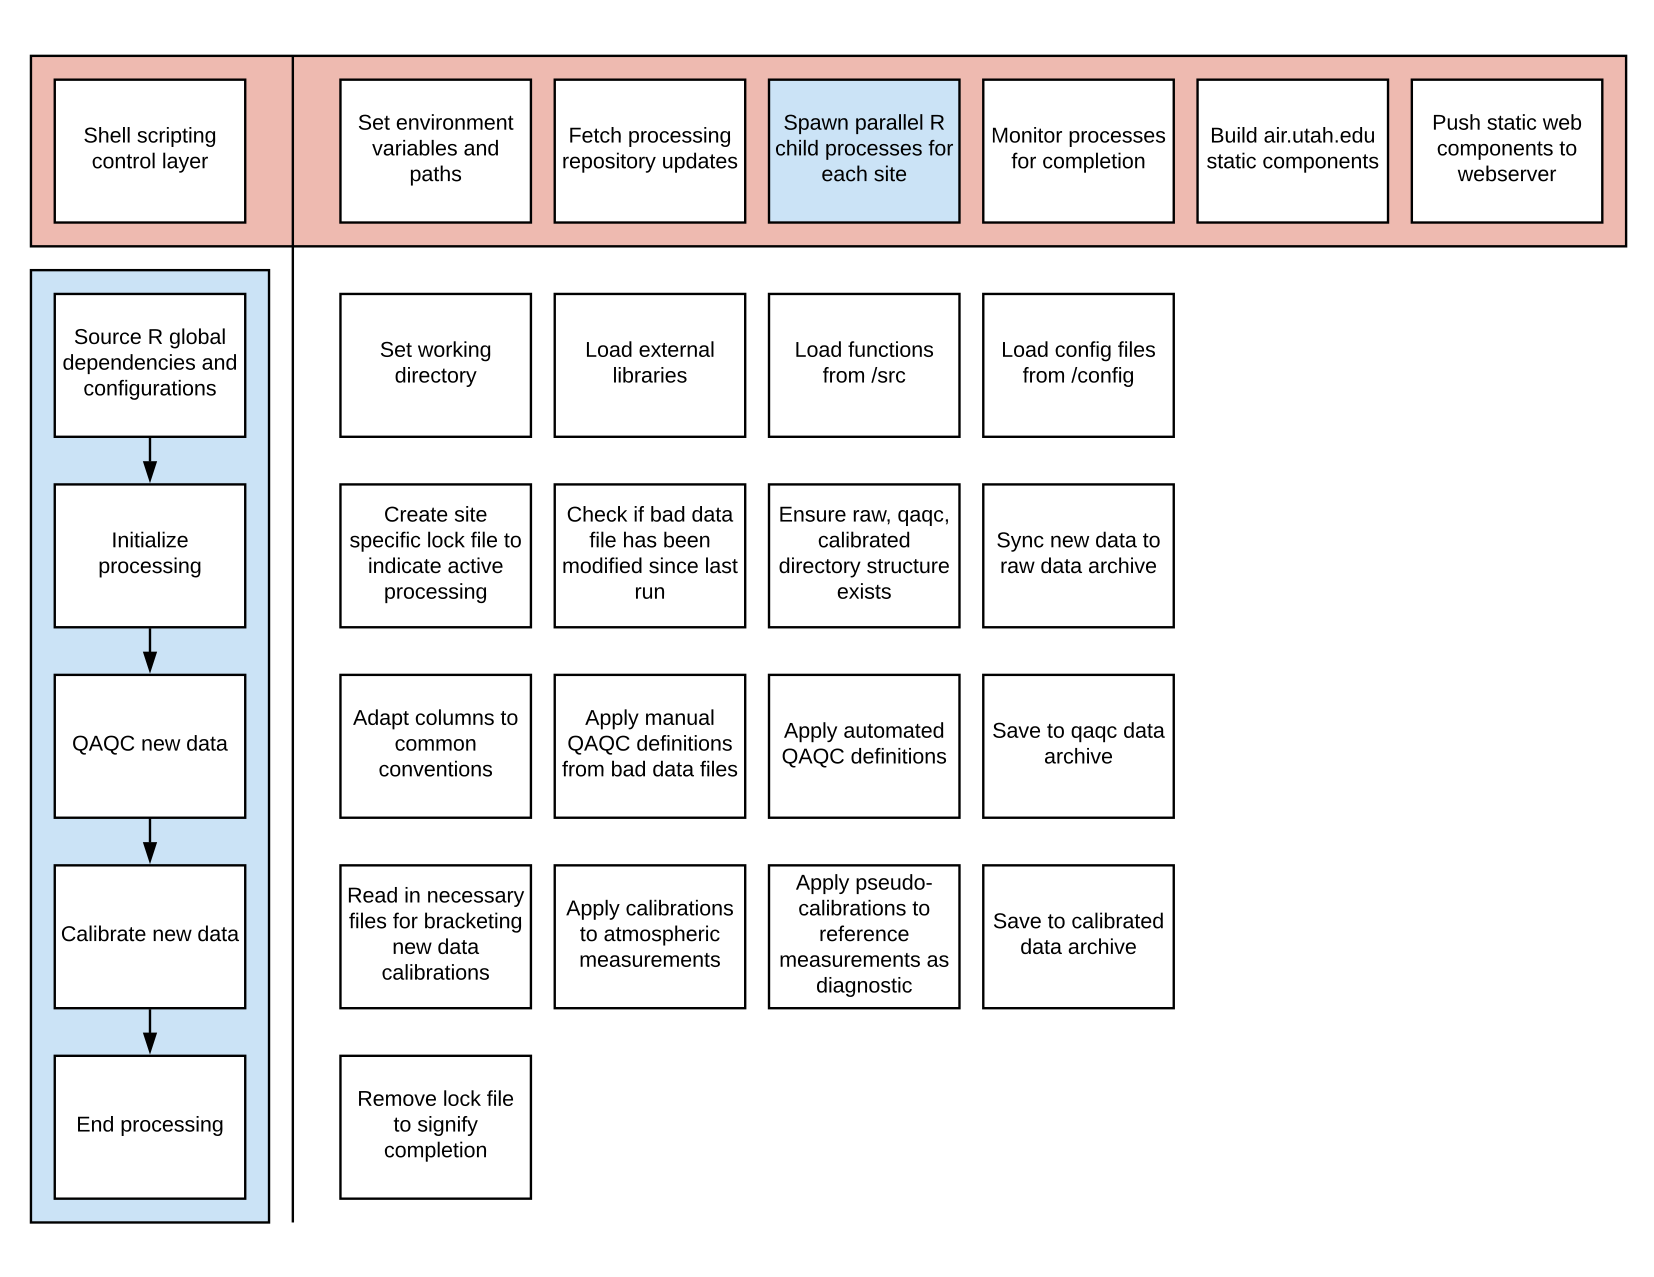 Shell scripting
control layer
Set environment
variables and
paths
Fetch processing
repository updates
Spawn parallel R
child processes for
each site
Monitor processes
for completion
Build air.utah.edu
static components
Push static web
components to
webserver
Source R global
dependencies and
configurations
Set working
directory
Load external
libraries
Load functions
from /src
Load config files
from /config
Initialize
processing
Create site
specific lock file to
indicate active
processing
Check if bad data
file has been
modified since last
run
Ensure raw, qaqc,
calibrated
directory structure
exists
Sync new data to
raw data archive
QAQC new data
Adapt columns to
common
conventions
Apply manual
QAQC definitions
from bad data files
Apply automated
QAQC definitions
Save to qaqc data
archive
Calibrate new data
Read in necessary
files for bracketing
new data
calibrations
Apply calibrations
to atmospheric
measurements
Apply pseudo-
calibrations to
reference
measurements as
diagnostic
Save to calibrated
data archive
End processing
Remove lock file
to signify
completion